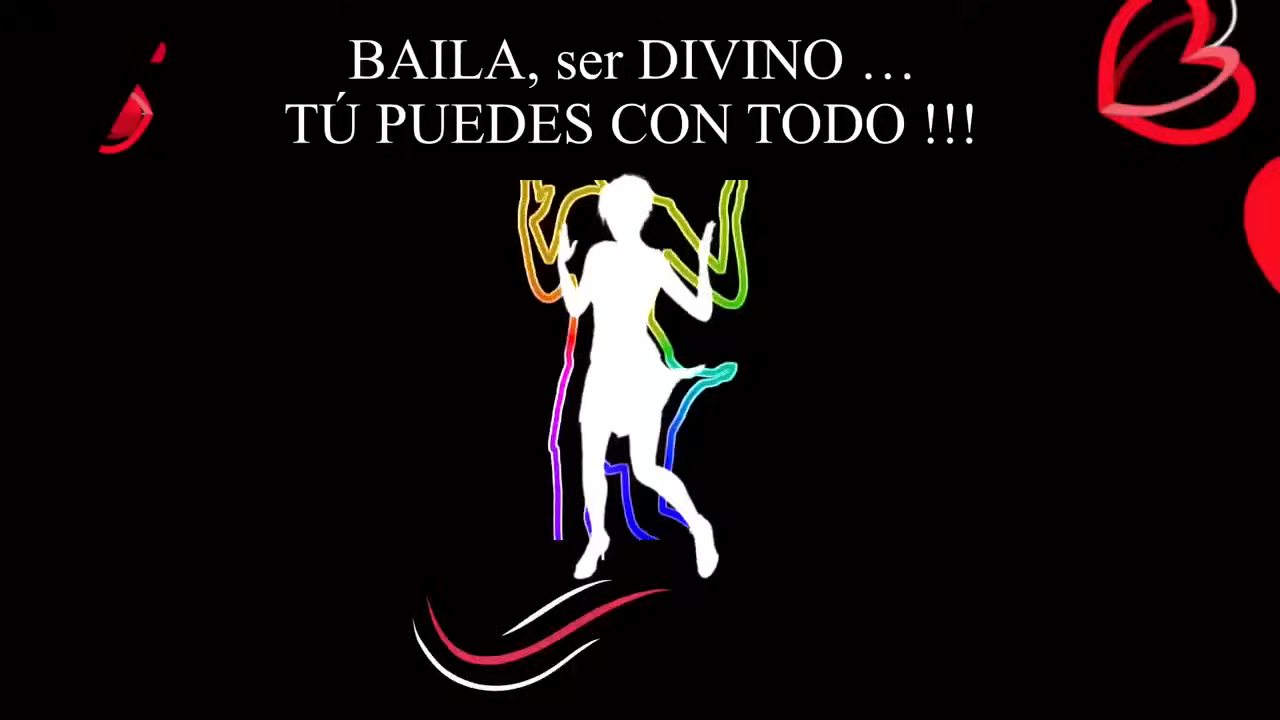 BAILA, ser DIVINO …
TÚ PUEDES CON TODO !!!